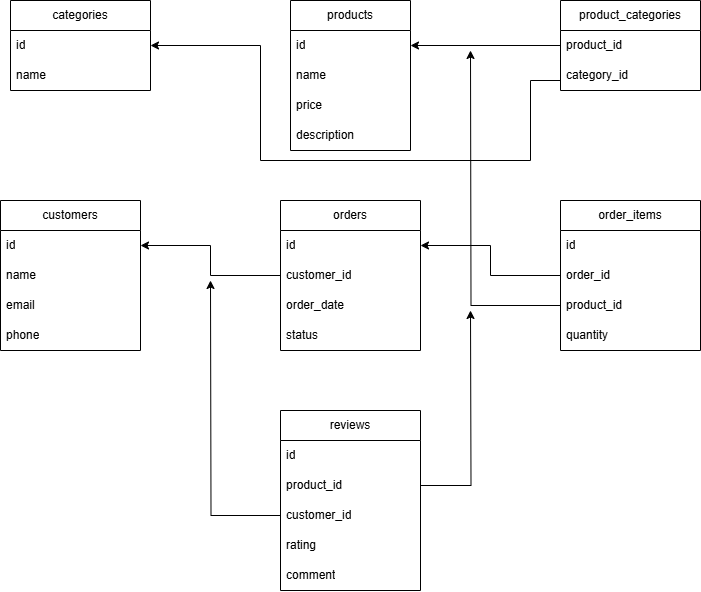 categories
id
name
products
id
name
price
description
product_categories
product_id
category_id
customers
id
name
email
phone
orders
id
customer_id
order_date
status
order_items
id
order_id
product_id
quantity
reviews
id
product_id
customer_id
rating
comment